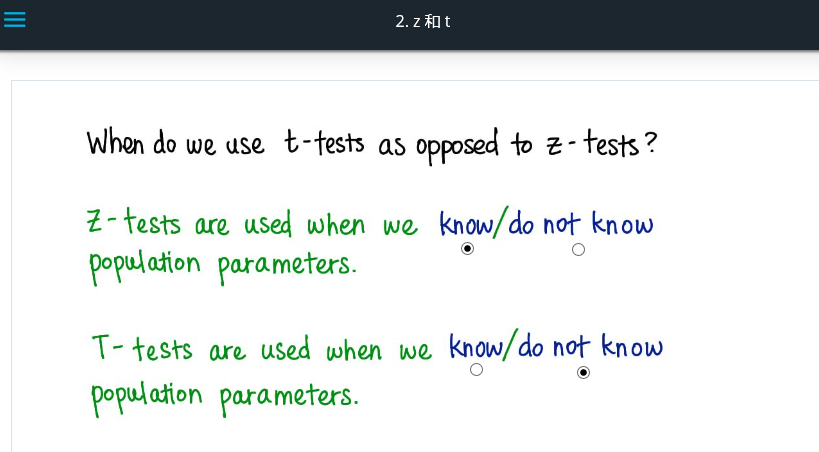 2. z 和 t
When do we use t-tests as opposed to z-tests?
Z-tests are used when we know/do not know
population parameters.
T-tests are used when we know/do not know
population parameters.